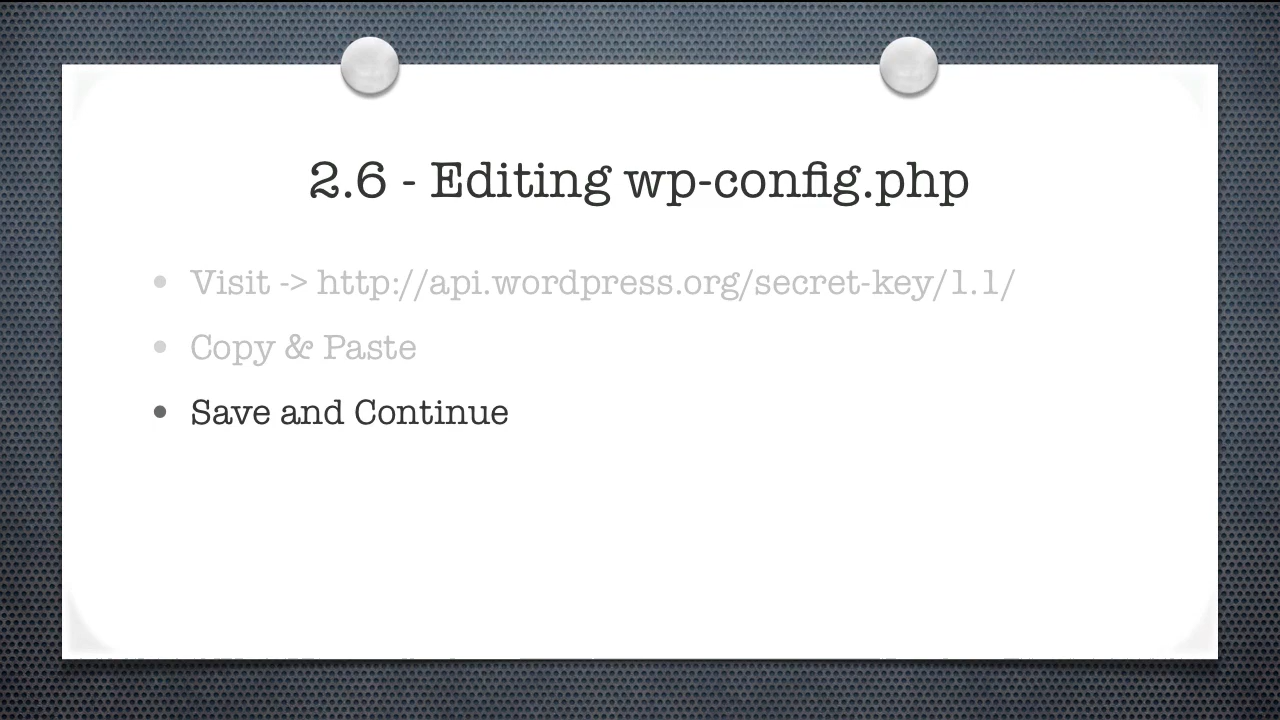 2.6 - Editing wp-config.php
• Visit -> http://api.wordpress.org/secret-key/1.1/
• Copy & Paste
• Save and Continue